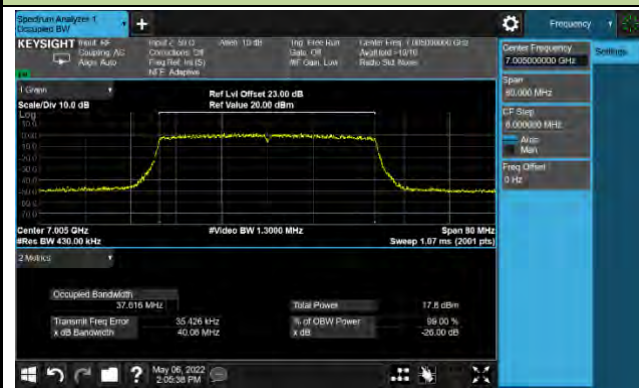 Spectrum Analyzer 1
Occupied BW
Frequency
KEYSIGHT Input: RF
Coupling: AC
Align: Auto
Input Z: 50 Ω
Corrections: Off
Freq Ref: Int (S)
NFE: Adaptive
Atten: 10 dB
Trig: Free Run
Gate: Off
#IF Gain: Low
Center Freq: 7.005000000 GHz
Avg|Hold: >10/10
Radio Std: None
Center Frequency
7.005000000 GHz
Settings
Span
80.000 MHz
CF Step
8.000000 MHz
Auto
Man
Freq Offset
0 Hz
1 Graph
Scale/Div 10.0 dB
Log
Ref Lvl Offset 23.00 dB
Ref Value 20.00 dBm
Center 7.005 GHz
#Res BW 430.00 kHz
#Video BW 1.3000 MHz
Span 80 MHz
Sweep 1.07 ms (2001 pts)
2 Metrics
Occupied Bandwidth
37.616 MHz
Total Power 17.8 dBm
Transmit Freq Error 35.426 kHz
% of OBW Power 99.00 %
x dB Bandwidth 40.06 MHz
x dB -26.00 dB
May 06, 2022
2:05:38 PM